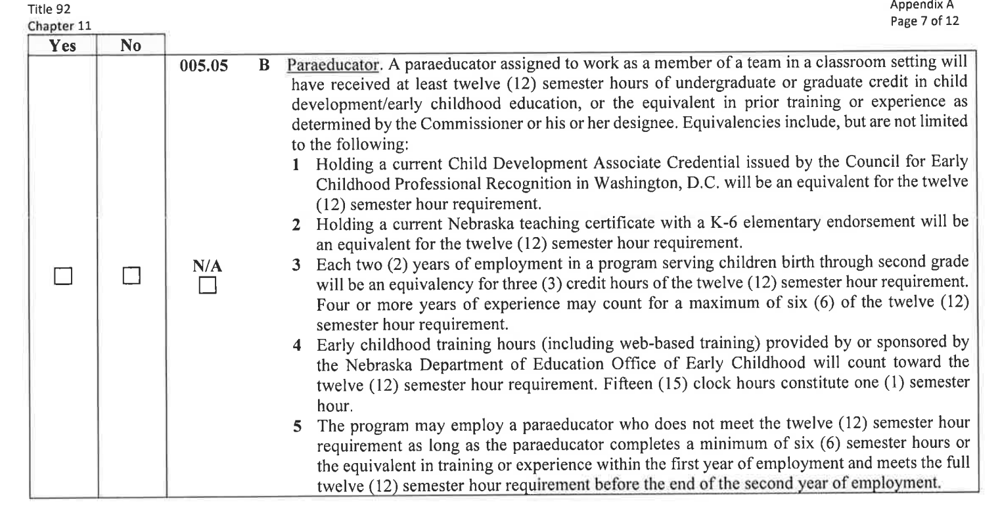 Title 92
Appendix A
Chapter 11
Page 7 of 12
Yes No
005.05 B Paraeducator. A paraeducator assigned to work as a member of a team in a classroom setting will
have received at least twelve (12) semester hours of undergraduate or graduate credit in child
development/early childhood education, or the equivalent in prior training or experience as
determined by the Commissioner or his or her designee. Equivalencies include, but are not limited
to the following:
1 Holding a current Child Development Associate Credential issued by the Council for Early
Childhood Professional Recognition in Washington, D.C. will be an equivalent for the twelve
(12) semester hour requirement.
2 Holding a current Nebraska teaching certificate with a K-6 elementary endorsement will be
an equivalent for the twelve (12) semester hour requirement.
N/A
3 Each two (2) years of employment in a program serving children birth through second grade
will be an equivalency for three (3) credit hours of the twelve (12) semester hour requirement.
Four or more years of experience may count for a maximum of six (6) of the twelve (12)
semester hour requirement.
4 Early childhood training hours (including web-based training) provided by or sponsored by
the Nebraska Department of Education Office of Early Childhood will count toward the
twelve (12) semester hour requirement. Fifteen (15) clock hours constitute one (1) semester
hour.
5 The program may employ a paraeducator who does not meet the twelve (12) semester hour
requirement as long as the paraeducator completes a minimum of six (6) semester hours or
the equivalent in training or experience within the first year of employment and meets the full
twelve (12) semester hour requirement before the end of the second year of employment.